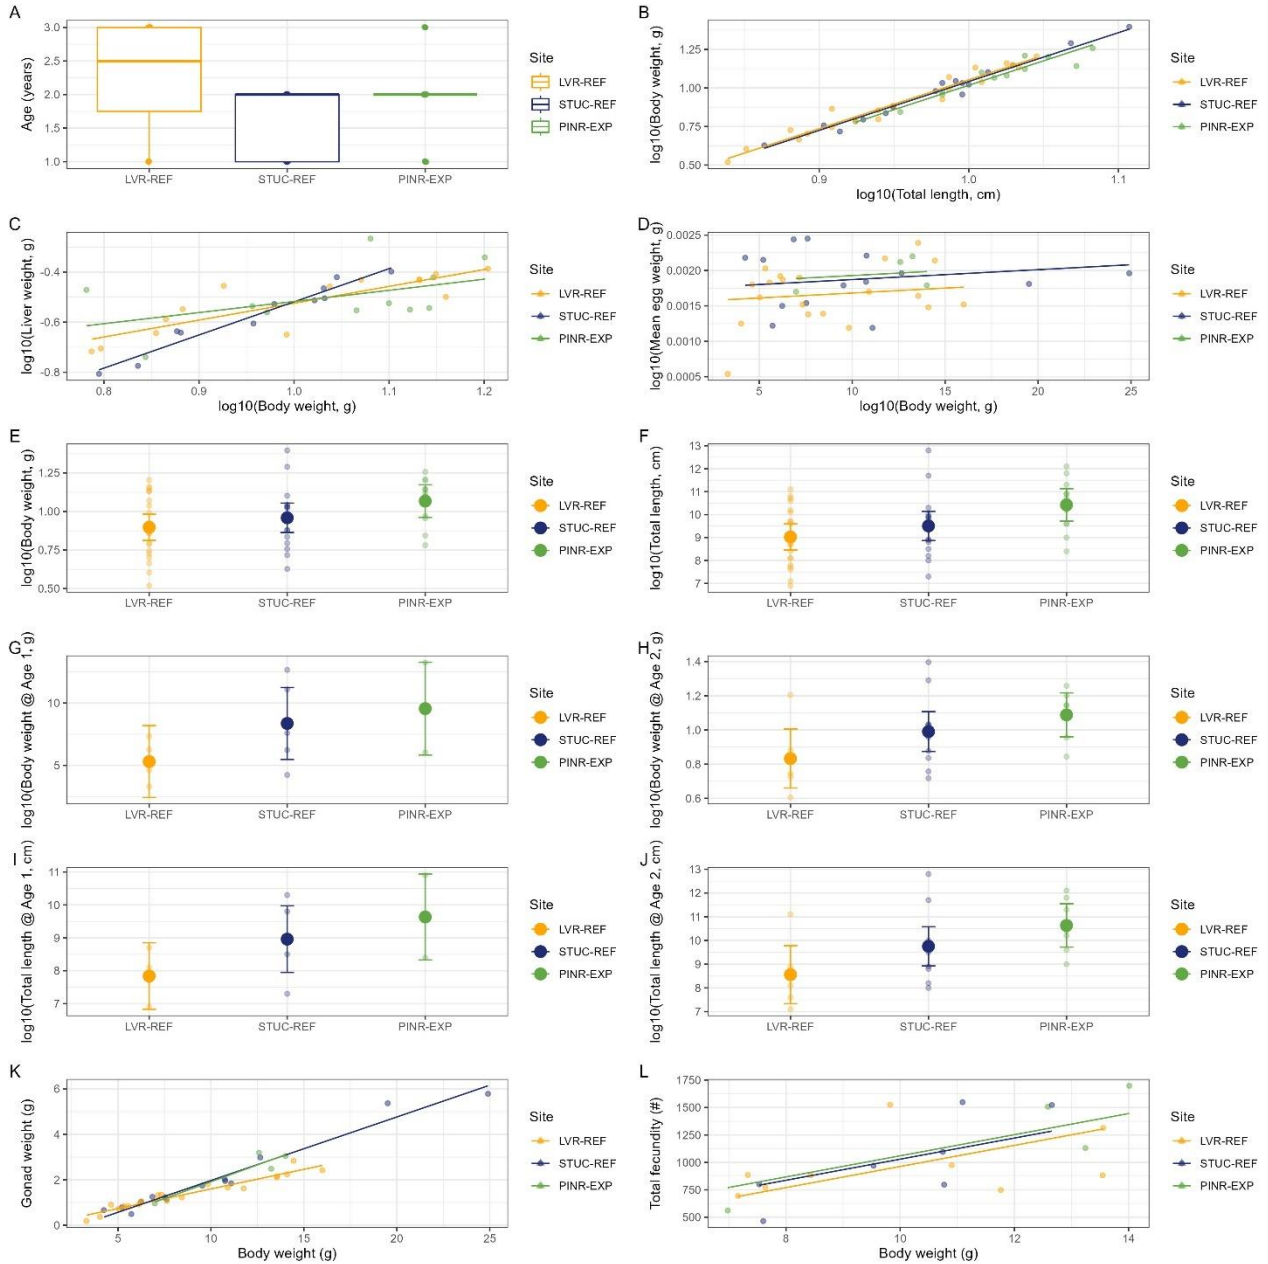 A
Age (years)
3.0
2.5
2.0
1.5
1.0
LVR-REF STUC-REF PINR-EXP
Site
LVR-REF
STUC-REF
PINR-EXP
B
log10(Body weight, g)
1.25
1.00
0.75
0.50
0.9 1.0 1.1
log10(Total length, cm)
Site
LVR-REF
STUC-REF
PINR-EXP
C
log10(Liver weight, g)
-0.4
-0.6
-0.8
0.8 0.9 1.0 1.1 1.2
log10(Body weight, g)
Site
LVR-REF
STUC-REF
PINR-EXP
D
log10(Mean egg weight, g)
0.0025
0.0020
0.0015
0.0010
0.0005
5 10 15 20 25
log10(Body weight, g)
Site
LVR-REF
STUC-REF
PINR-EXP
E
log10(Body weight, g)
1.25
1.00
0.75
0.50
LVR-REF STUC-REF PINR-EXP
Site
LVR-REF
STUC-REF
PINR-EXP
F
log10(Total length, cm)
13
12
11
10
9
8
7
LVR-REF STUC-REF PINR-EXP
Site
LVR-REF
STUC-REF
PINR-EXP
G
log10(Body weight @ Age 1, g)
10
5
LVR-REF STUC-REF PINR-EXP
Site
LVR-REF
STUC-REF
PINR-EXP
H
log10(Body weight @ Age 2, g)
1.4
1.2
1.0
0.8
0.6
LVR-REF STUC-REF PINR-EXP
Site
LVR-REF
STUC-REF
PINR-EXP
I
log10(Total length @ Age 1, cm)
11
10
9
8
7
LVR-REF STUC-REF PINR-EXP
Site
LVR-REF
STUC-REF
PINR-EXP
J
log10(Total length @ Age 2, cm)
13
12
11
10
9
8
7
LVR-REF STUC-REF PINR-EXP
Site
LVR-REF
STUC-REF
PINR-EXP
K
Gonad weight (g)
6
4
2
0
5 10 15 20 25
Body weight (g)
Site
LVR-REF
STUC-REF
PINR-EXP
L
Total fecundity (#)
1750
1500
1250
1000
750
500
8 10 12 14
Body weight (g)
Site
LVR-REF
STUC-REF
PINR-EXP